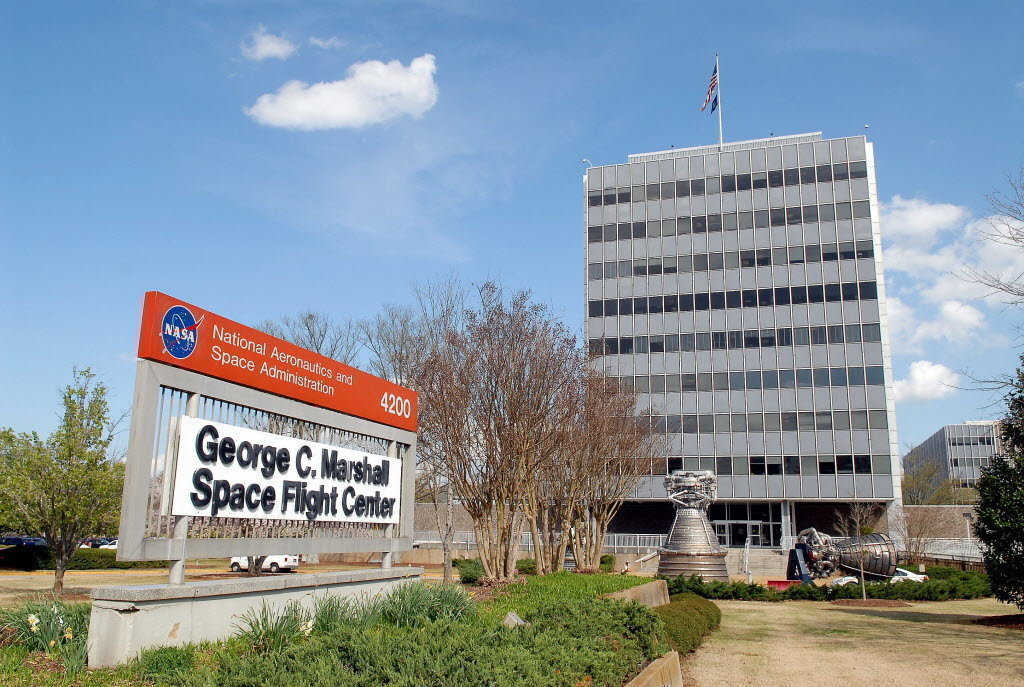 NASA
National Aeronautics and
Space Administration
4200
George C. Marshall
Space Flight Center